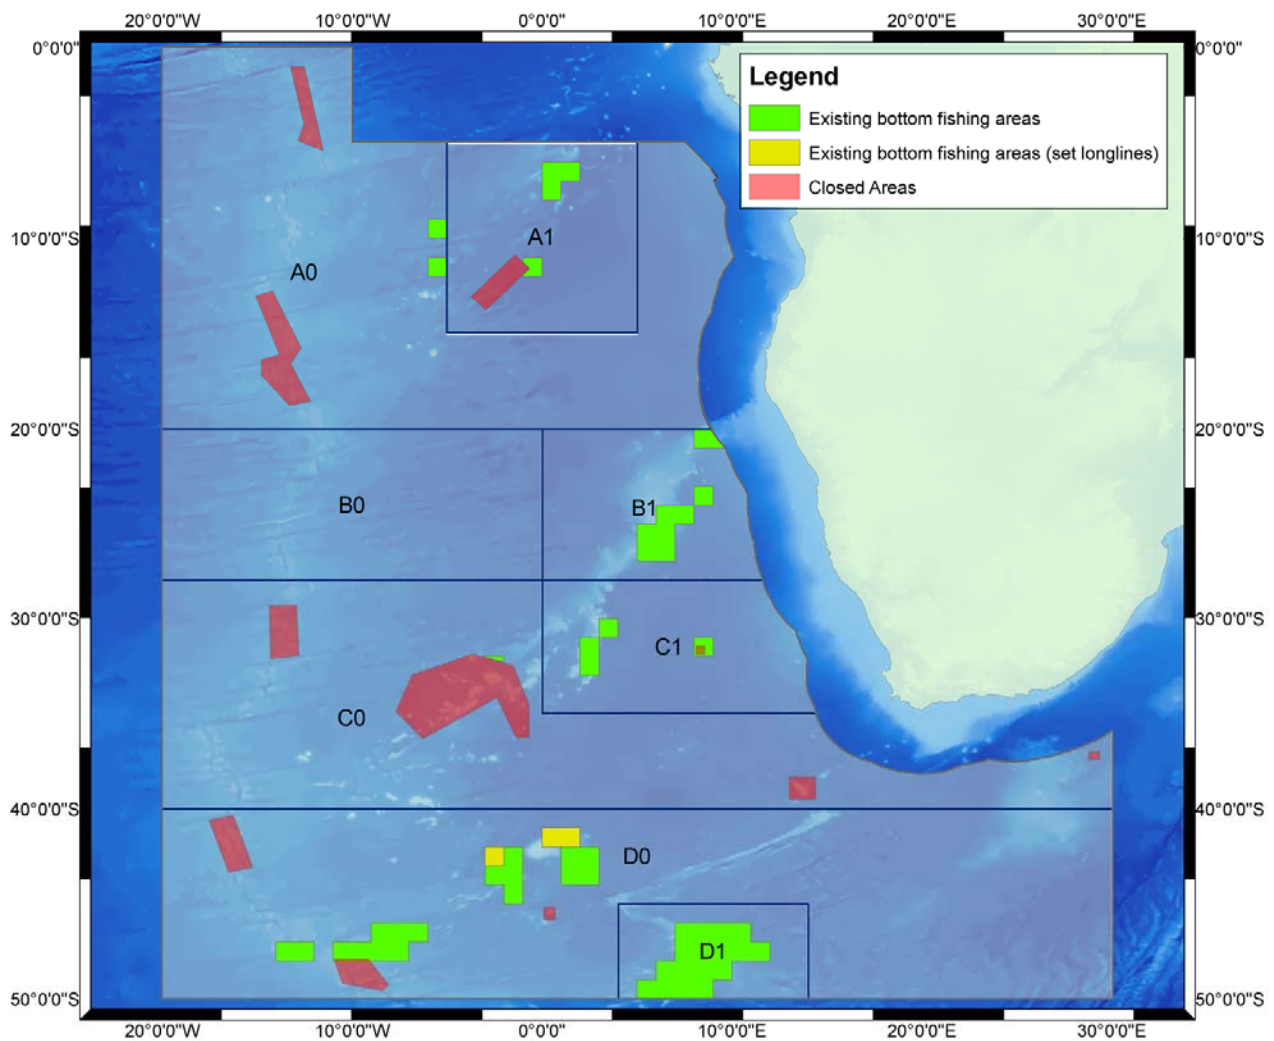 20°0'0"W 10°0'0"W 0°0'0" 10°0'0"E 20°0'0"E 30°0'0"E
0°0'0" 0°0'0"
Legend
Existing bottom fishing areas
Existing bottom fishing areas (set longlines)
Closed Areas
10°0'0"S A1 10°0'0"S
A0
20°0'0"S 20°0'0"S
B0 B1
30°0'0"S 30°0'0"S
C1
C0
40°0'0"S 40°0'0"S
D0
D1
50°0'0"S 50°0'0"S
20°0'0"W 10°0'0"W 0°0'0" 10°0'0"E 20°0'0"E 30°0'0"E